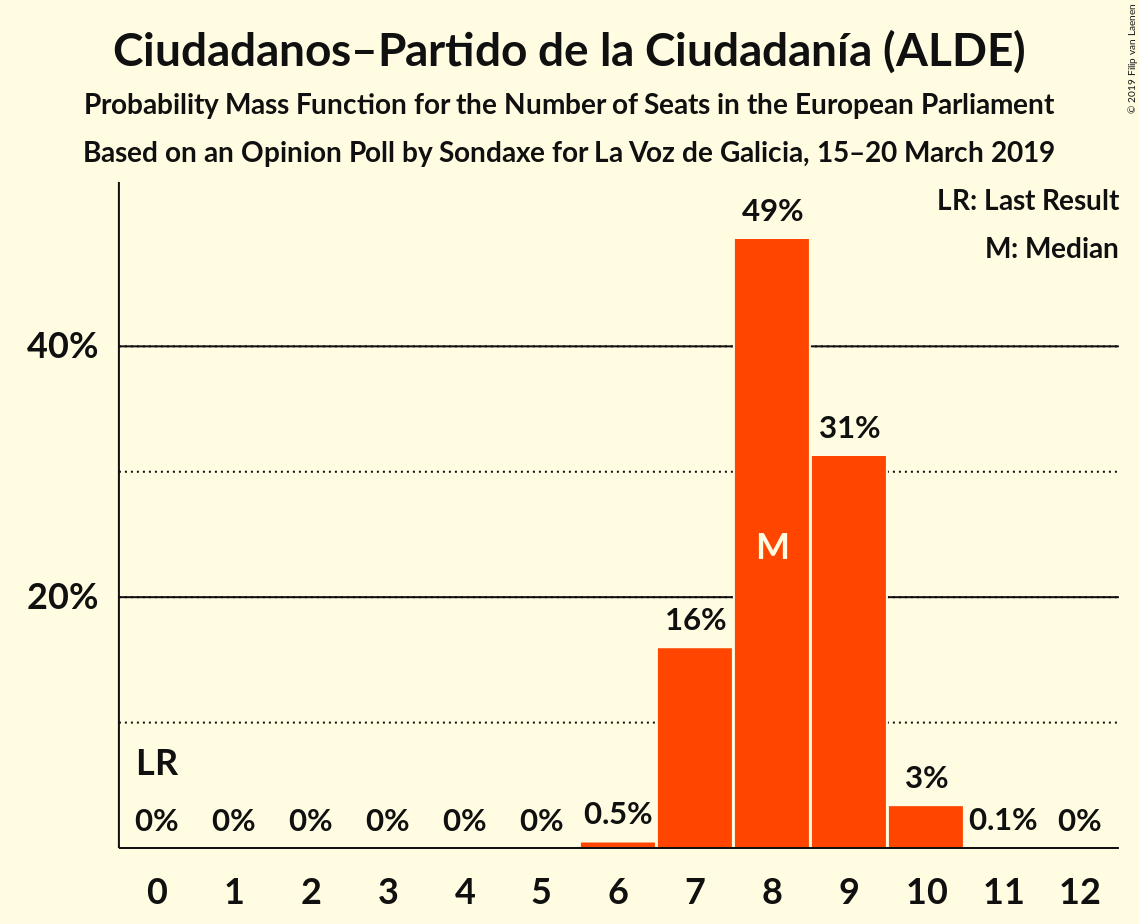 Ciudadanos–Partido de la Ciudadanía (ALDE)
Probability Mass Function for the Number of Seats in the European Parliament
Based on an Opinion Poll by Sondaxe for La Voz de Galicia, 15–20 March 2019
© 2019 Filip van Laenen
LR: Last Result
M: Median
49%
40%
31%
M
20%
16%
LR
0% 0% 0% 0% 0% 0% 0.5% 3% 0.1% 0%
0 1 2 3 4 5 6 7 8 9 10 11 12